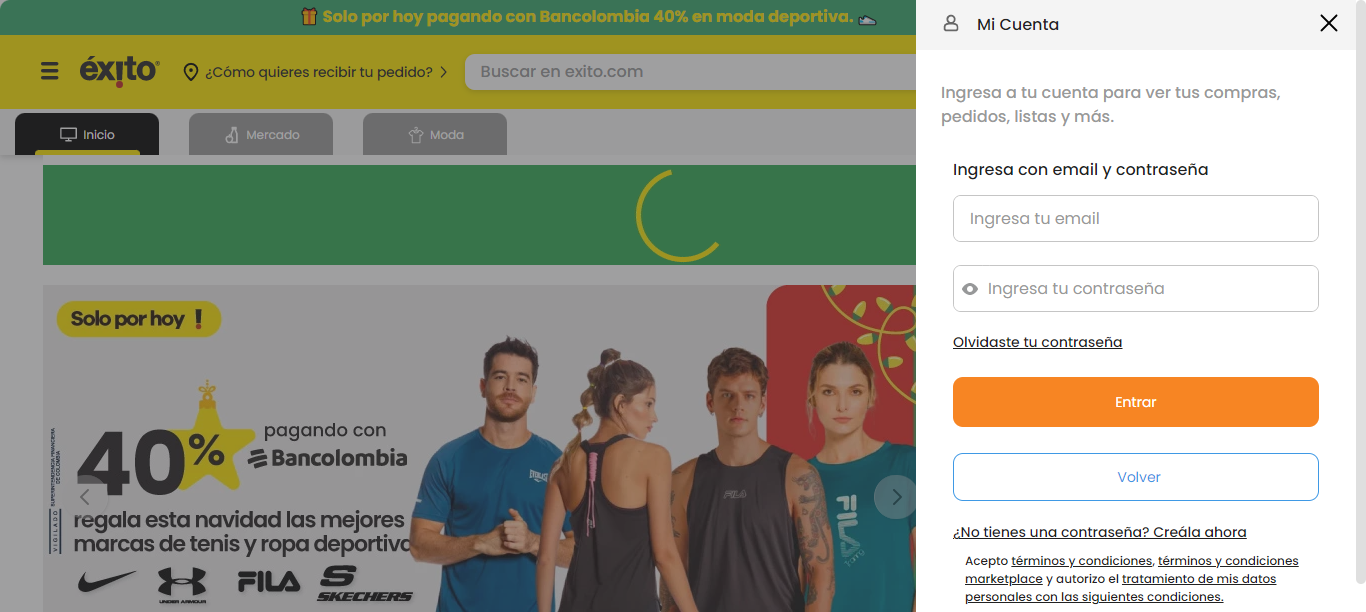 Solo por hoy pagando con Bancolombia 40% en moda deportiva.
éxito
¿Cómo quieres recibir tu pedido?
Buscar en exito.com
Inicio
Mercado
Moda
Solo por hoy !
40%
pagando con
Bancolombia
regala esta navidad las mejores
marcas de tenis y ropa deportiva
UNDER ARMOUR
FILA
SKECHERS
VIGILADO
SUPERINTENDENCIA FINANCIERA
DE COLOMBIA
EVERLAST
FILA
FILA
Mi Cuenta
Ingresa a tu cuenta para ver tus compras,
pedidos, listas y más.
Ingresa con email y contraseña
Ingresa tu email
Ingresa tu contraseña
Olvidaste tu contraseña
Entrar
Volver
¿No tienes una contraseña? Creála ahora
Acepto términos y condiciones, términos y condiciones
marketplace y autorizo el tratamiento de mis datos
personales con las siguientes condiciones.